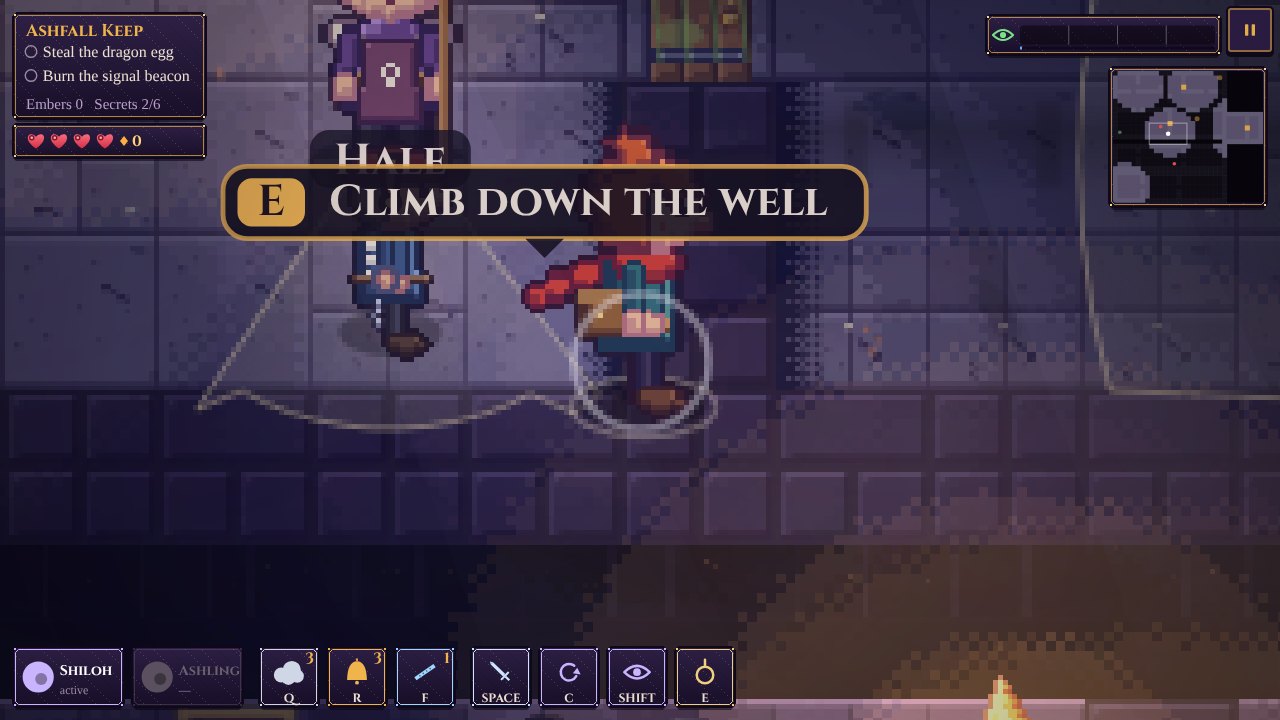 ASHFALL KEEP
Steal the dragon egg
Burn the signal beacon
Embers 0 Secrets 2/6
0
HALE
E CLIMB DOWN THE WELL
SHILOH
active
ASHLING
—
3
Q
3
R
1
F
SPACE
C
SHIFT
E